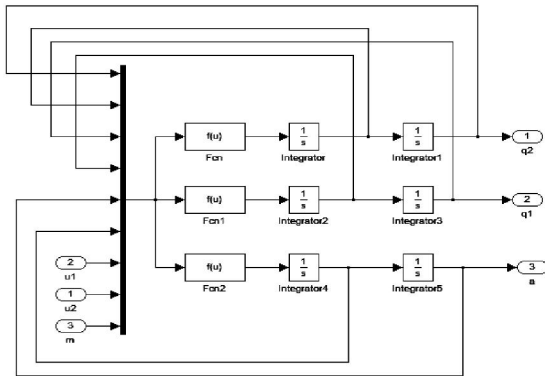 f(u)
Fcn
1
s
Integrator
1
s
Integrator1
1
q2
f(u)
Fcn1
1
s
Integrator2
1
s
Integrator3
2
q1
f(u)
Fcn2
1
s
Integrator4
1
s
Integrator5
3
a
2
u1
1
u2
3
m